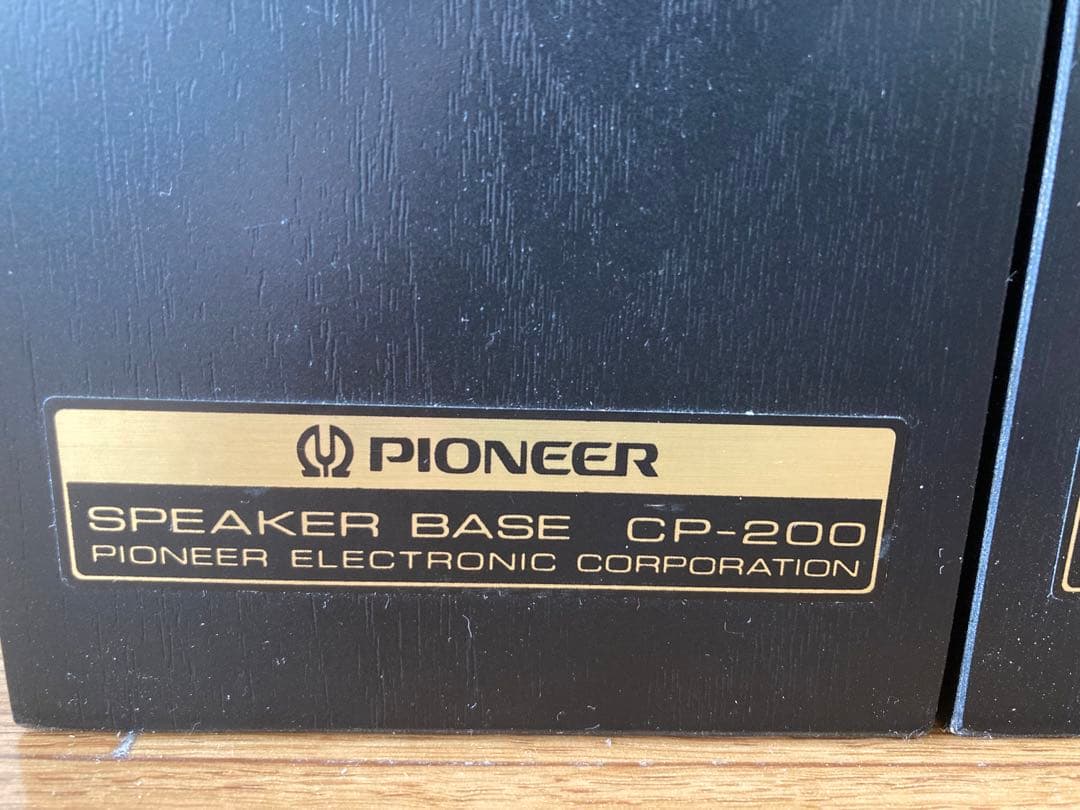 PIONEER
SPEAKER BASE CP-200
PIONEER ELECTRONIC CORPORATION